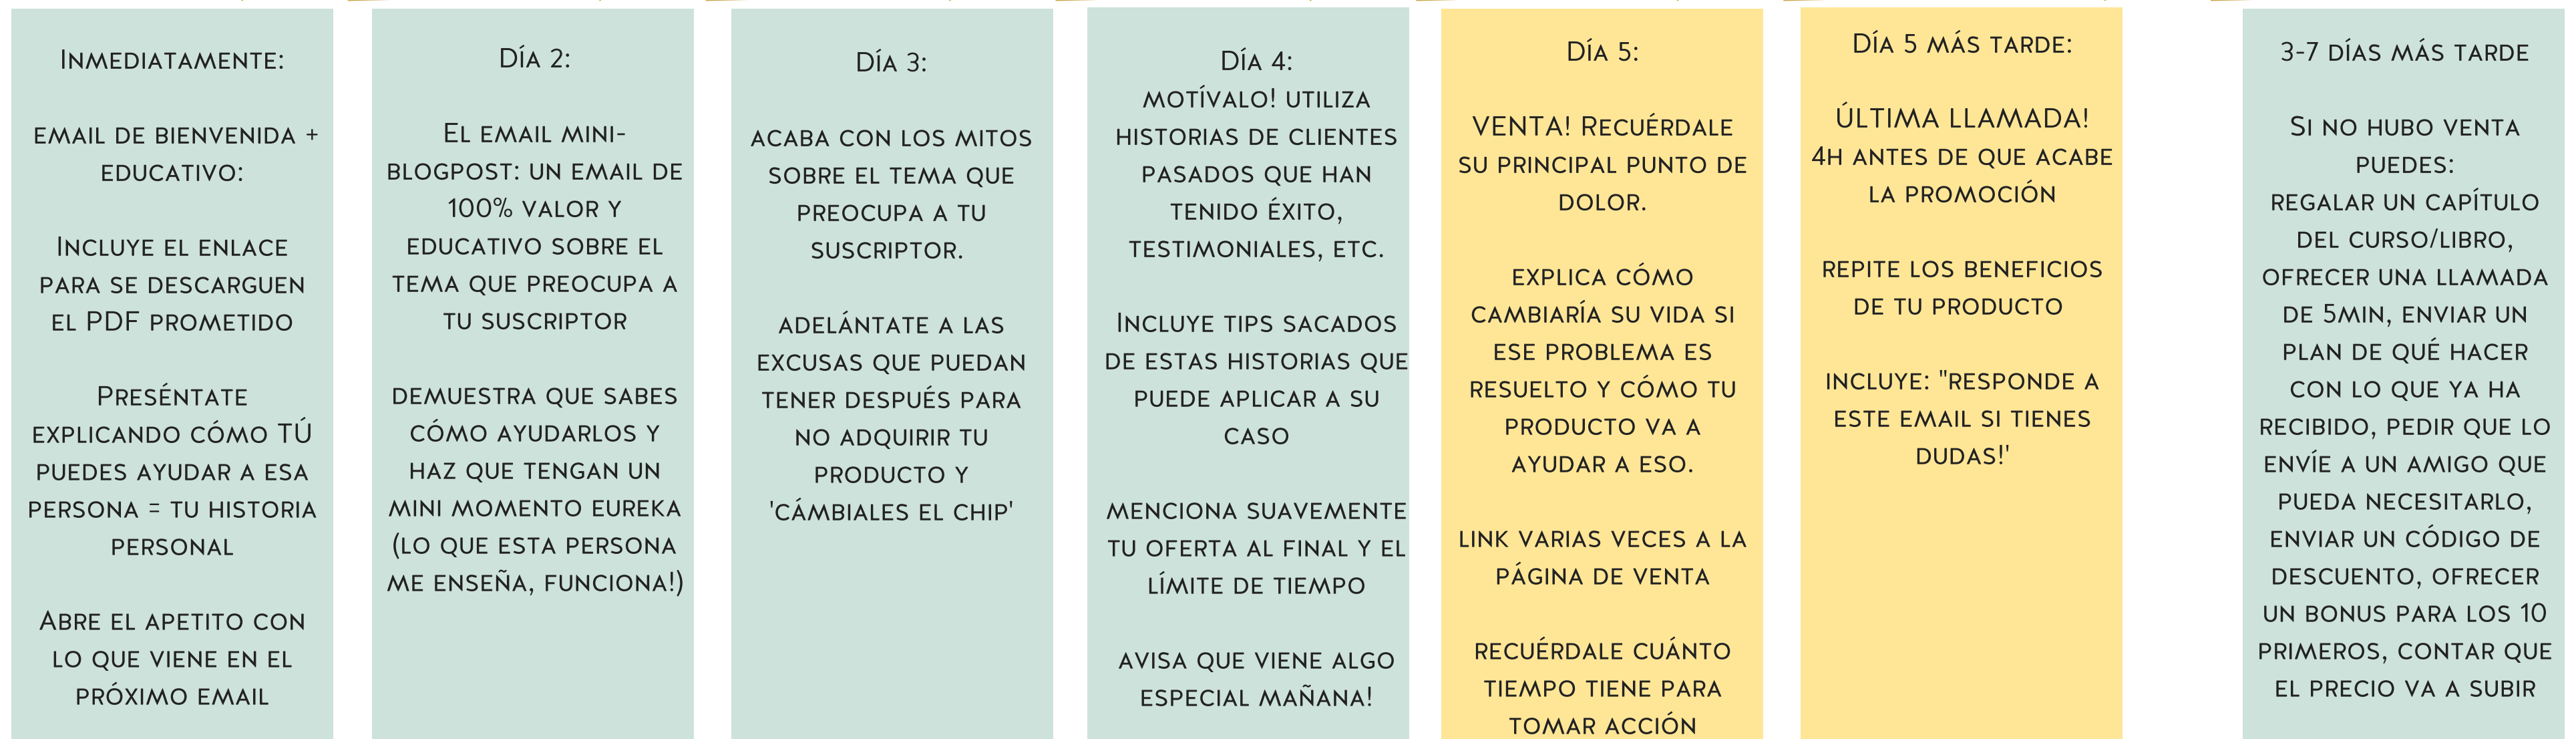 Inmediatamente:
email de bienvenida +
educativo:
Incluye el enlace
para se descarguen
el PDF prometido
Preséntate
explicando cómo TÚ
puedes ayudar a esa
persona = tu historia
personal
Abre el apetito con
lo que viene en el
próximo email
Día 2:
El email mini-
blogpost: un email de
100% valor y
educativo sobre el
tema que preocupa a
tu suscriptor
demuestra que sabes
cómo ayudarlos y
haz que tengan un
mini momento eureka
(lo que esta persona
me enseña, funciona!)
Día 3:
acaba con los mitos
sobre el tema que
preocupa a tu
suscriptor.
adelántate a las
excusas que puedan
tener después para
no adquirir tu
producto y
'cámbiales el chip'
Día 4:
motívalo! utiliza
historias de clientes
pasados que han
tenido éxito,
testimoniales, etc.
Incluye tips sacados
de estas historias que
puede aplicar a su
caso
menciona suavemente
tu oferta al final y el
límite de tiempo
avisa que viene algo
especial mañana!
Día 5:
VENTA! Recuérdale
su principal punto de
dolor.
explica cómo
cambiaría su vida si
ese problema es
resuelto y cómo tu
producto va a
ayudar a eso.
link varias veces a la
página de venta
recuérdale cuánto
tiempo tiene para
tomar acción
Día 5 más tarde:
ÚLTIMA LLAMADA!
4h antes de que acabe
la promoción
repite los beneficios
de tu producto
incluye: "responde a
este email si tienes
dudas!'
3-7 días más tarde
Si no hubo venta
puedes:
regalar un capítulo
del curso/libro,
ofrecer una llamada
de 5min, enviar un
plan de qué hacer
con lo que ya ha
recibido, pedir que lo
envíe a un amigo que
pueda necesitarlo,
enviar un código de
descuento, ofrecer
un bonus para los 10
primeros, contar que
el precio va a subir